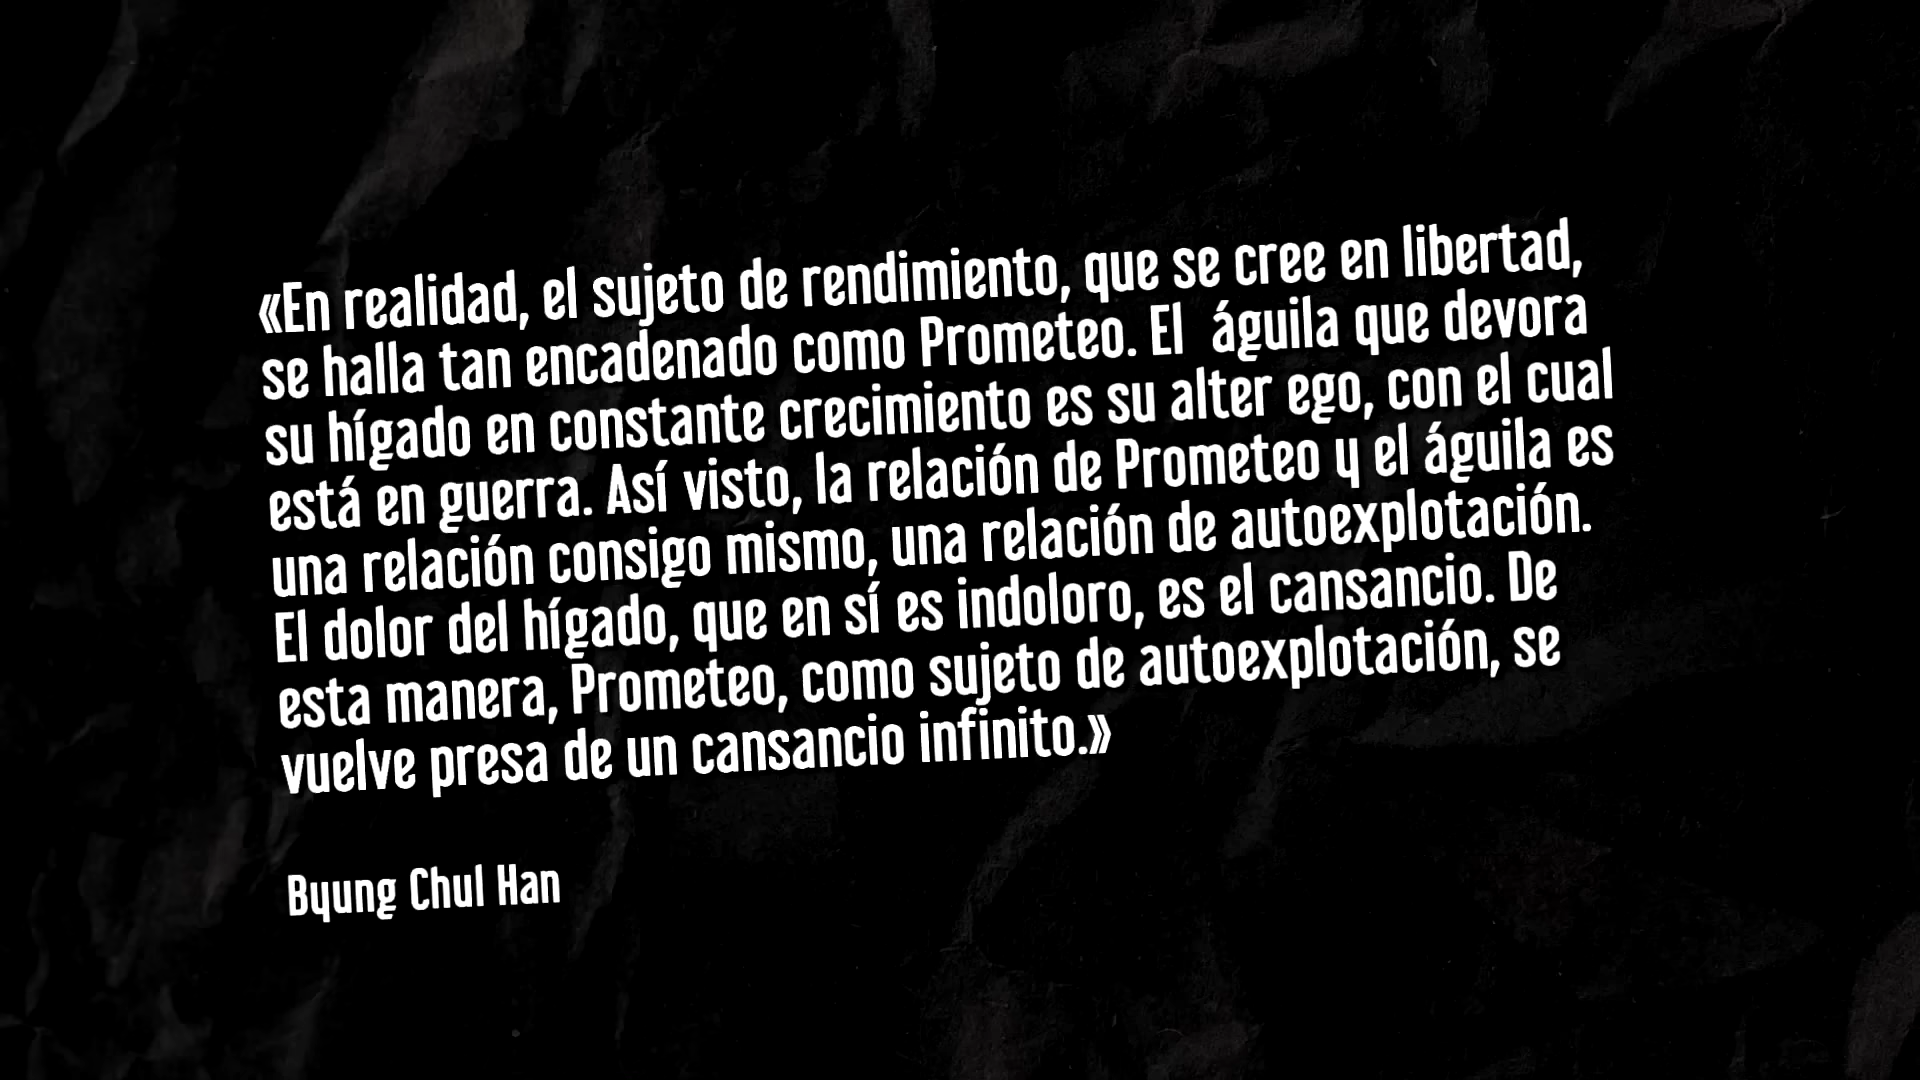 «En realidad, el sujeto de rendimiento, que se cree en libertad,
se halla tan encadenado como Prometeo. El  águila que devora
su hígado en constante crecimiento es su alter ego, con el cual
está en guerra. Así visto, la relación de Prometeo y el águila es
una relación consigo mismo, una relación de autoexplotación.
El dolor del hígado, que en sí es indoloro, es el cansancio. De
esta manera, Prometeo, como sujeto de autoexplotación, se
vuelve presa de un cansancio infinito.»
Byung Chul Han